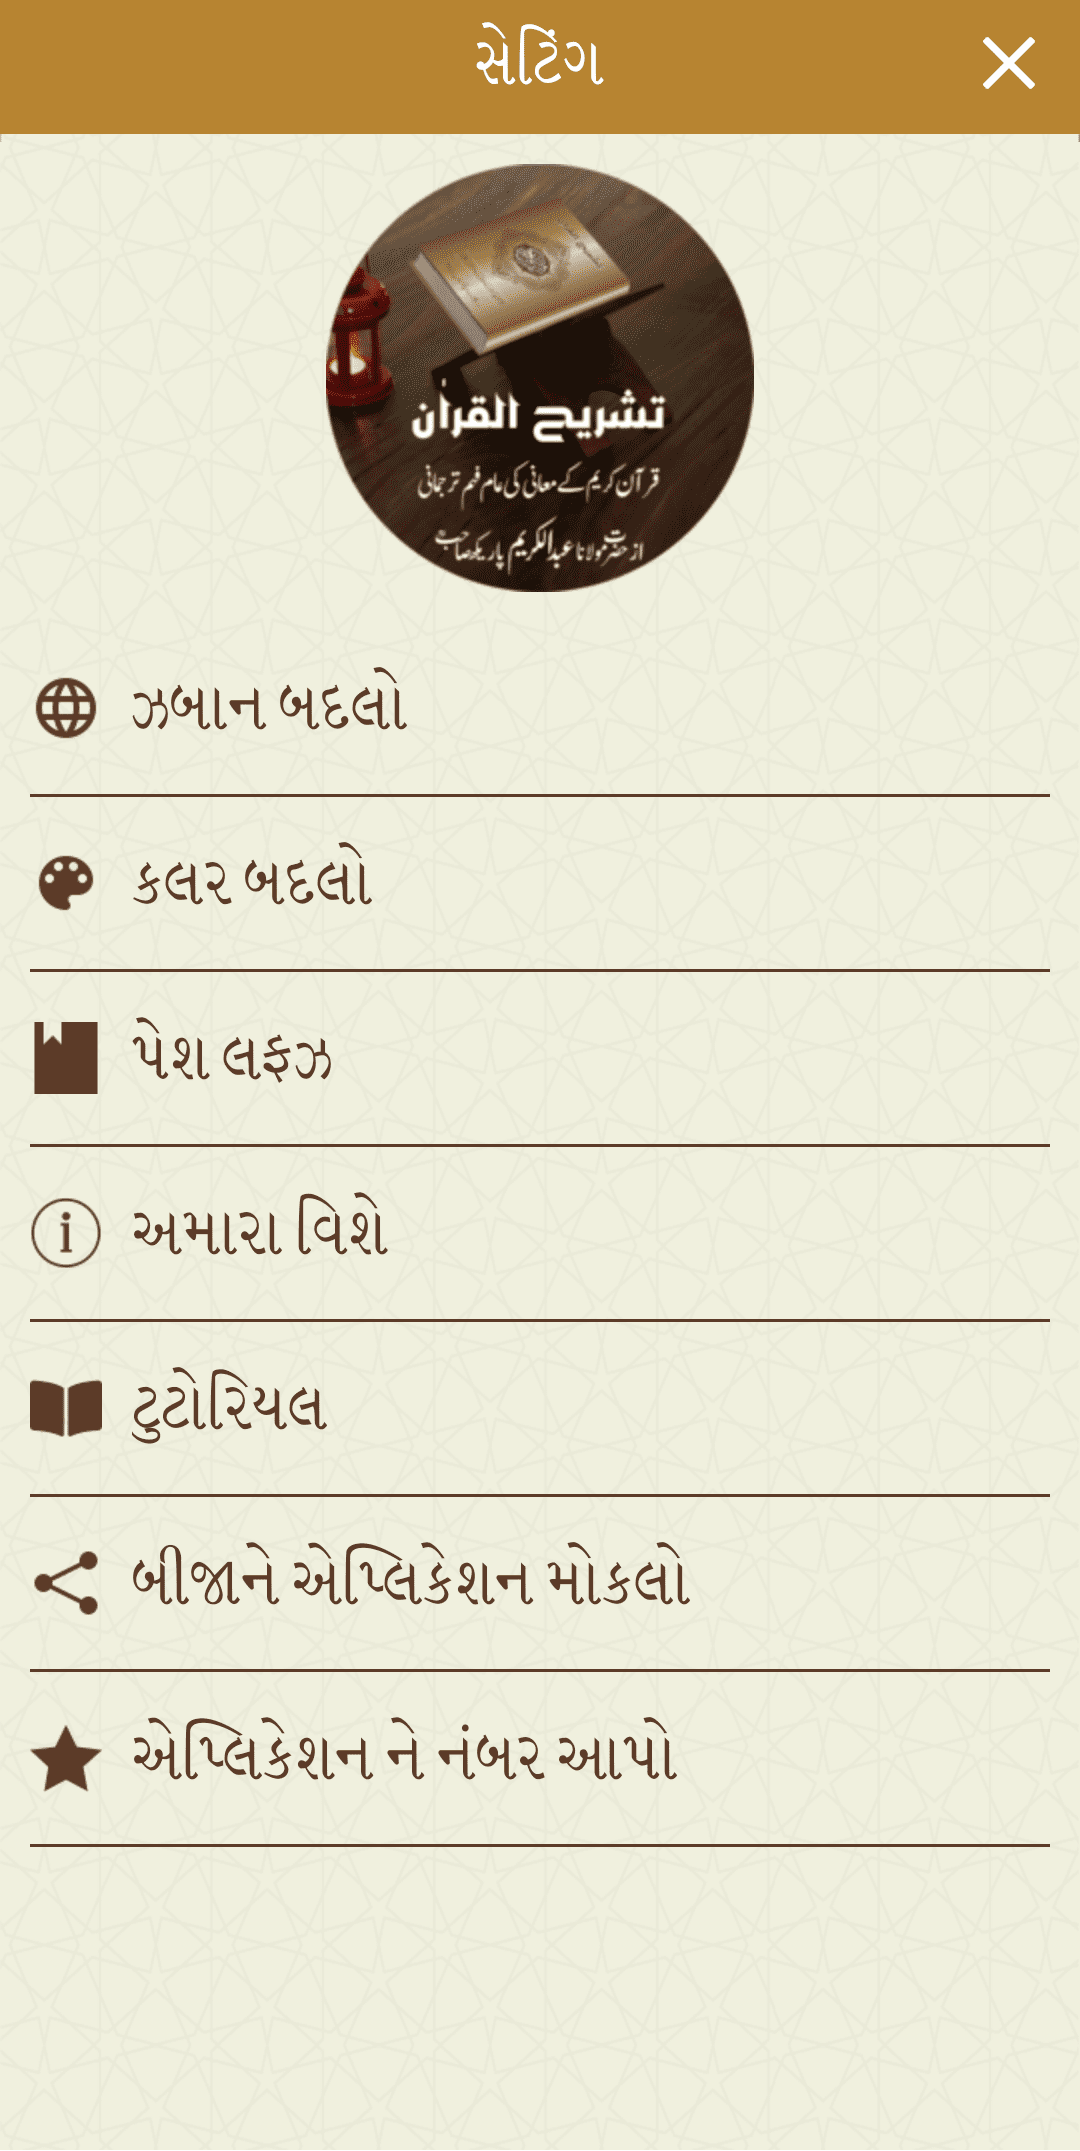 સેટિંગ
تشریح القرآن
قرآن کریم کے معانی کی عام فہم ترجمانی
از حضرت مولانا عبدالکریم پاریکھ صاحب
ઝબાન બદલો
કલર બદલો
પેશ લફઝ
અમારા વિશે
ટુટોરિયલ
બીજાને એપ્લિકેશન મોકલો
એપ્લિકેશન ને નંબર આપો